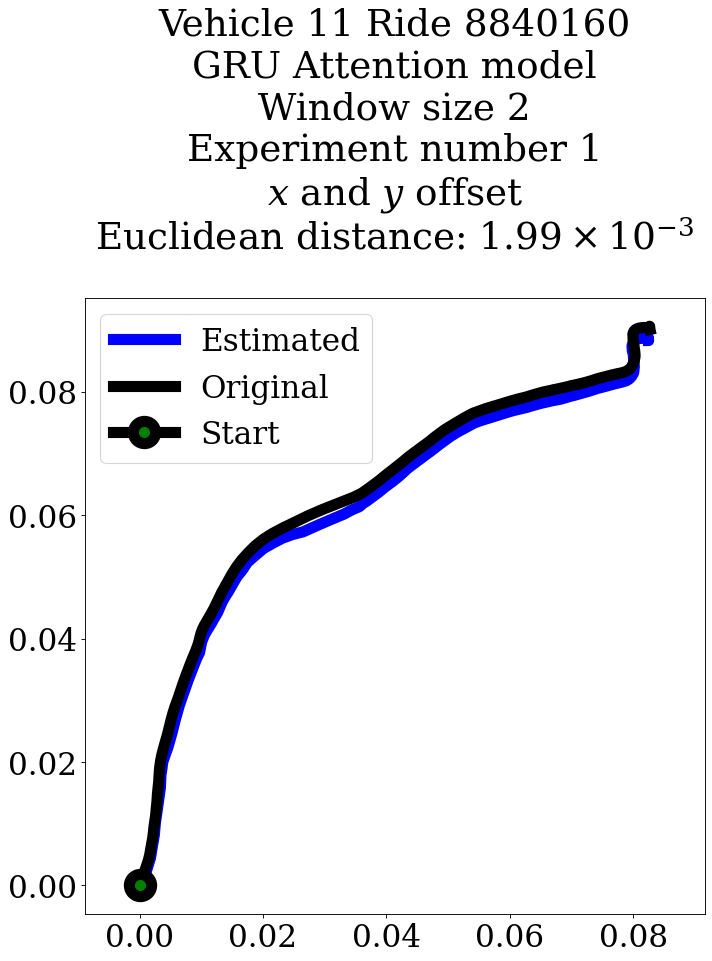 Vehicle 11 Ride 8840160
GRU Attention model
Window size 2
Experiment number 1
x and y offset
Euclidean distance: 1.99 × 10⁻³
Estimated
Original
Start
0.08
0.06
0.04
0.02
0.00
0.00 0.02 0.04 0.06 0.08